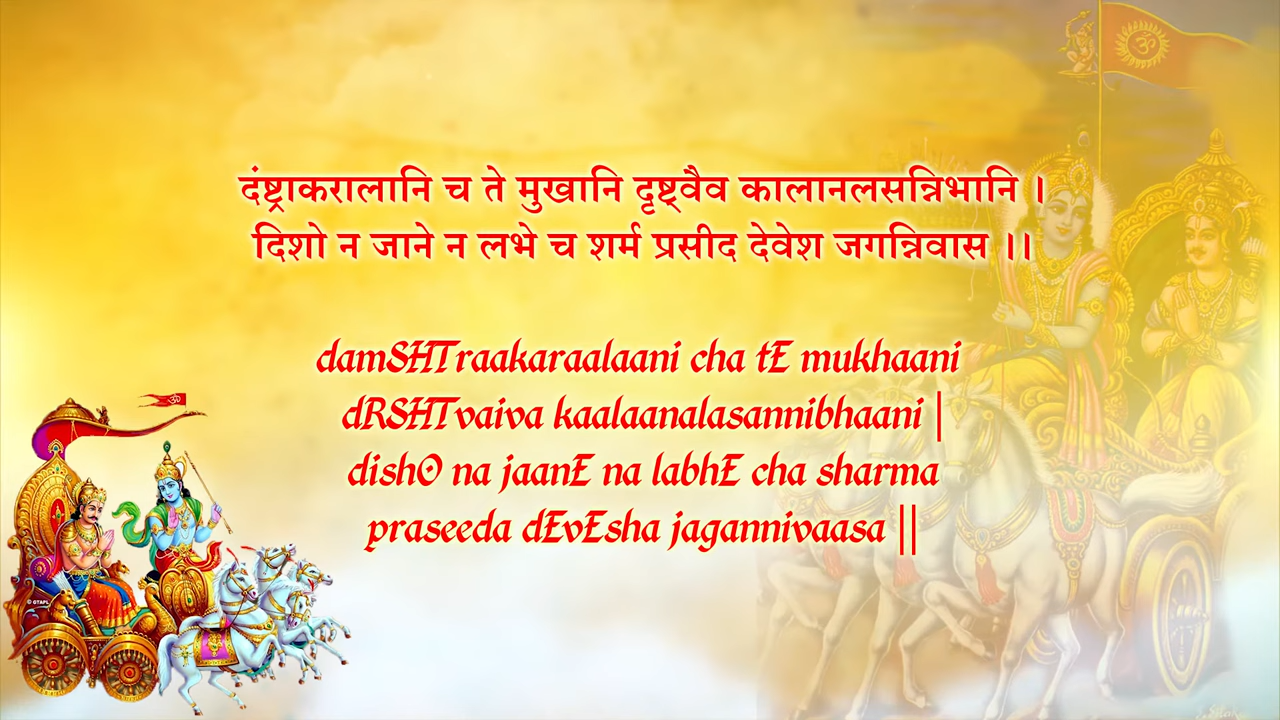 दंष्ट्राकरालानि च ते मुखानि दृष्ट्वैव कालानलसन्निभानि ।
दिशो न जाने न लभे च शर्म प्रसीद देवेश जगन्निवास ।।
damSHTraakaraalaani cha tE mukhaani
dRSHTvaiva kaalaanalasannibhaani |
dishO na jaanE na labhE cha sharma
praseeda dEvEsha jagannivaasa ||
ॐ
ॐ
© GTAPL